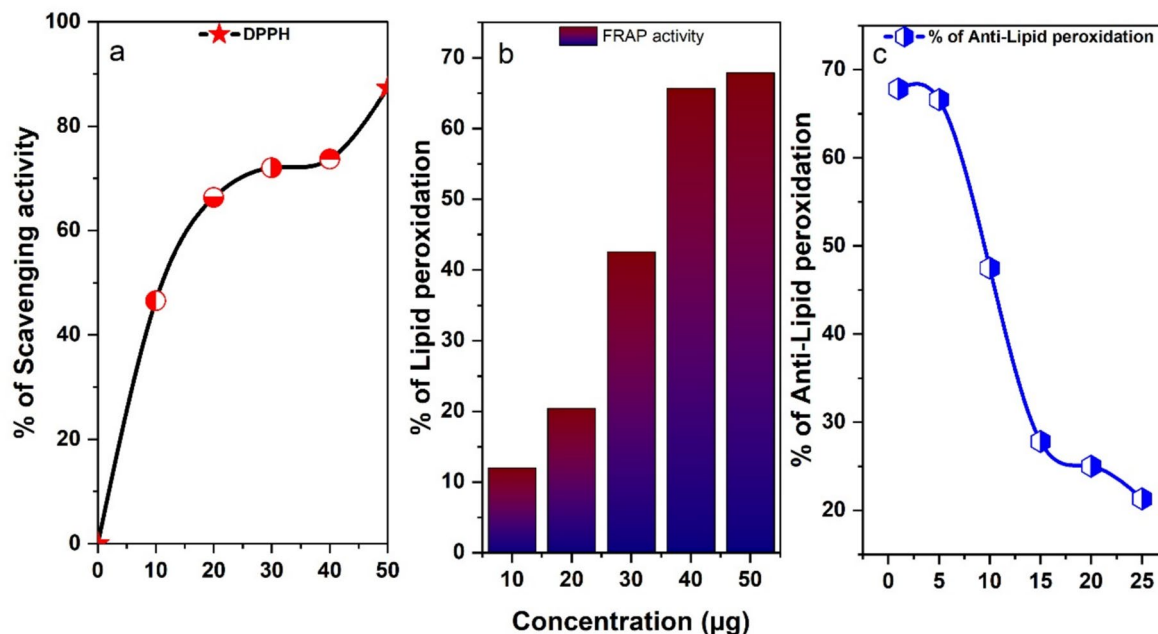 a
DPPH
% of Scavenging activity
100
80
60
40
20
0
0 10 20 30 40 50
b
FRAP activity
% of Lipid peroxidation
70
60
50
40
30
20
10
0
10 20 30 40 50
Concentration (µg)
c
% of Anti-Lipid peroxidation
% of Anti-Lipid peroxidation
70
60
50
40
30
20
0 5 10 15 20 25